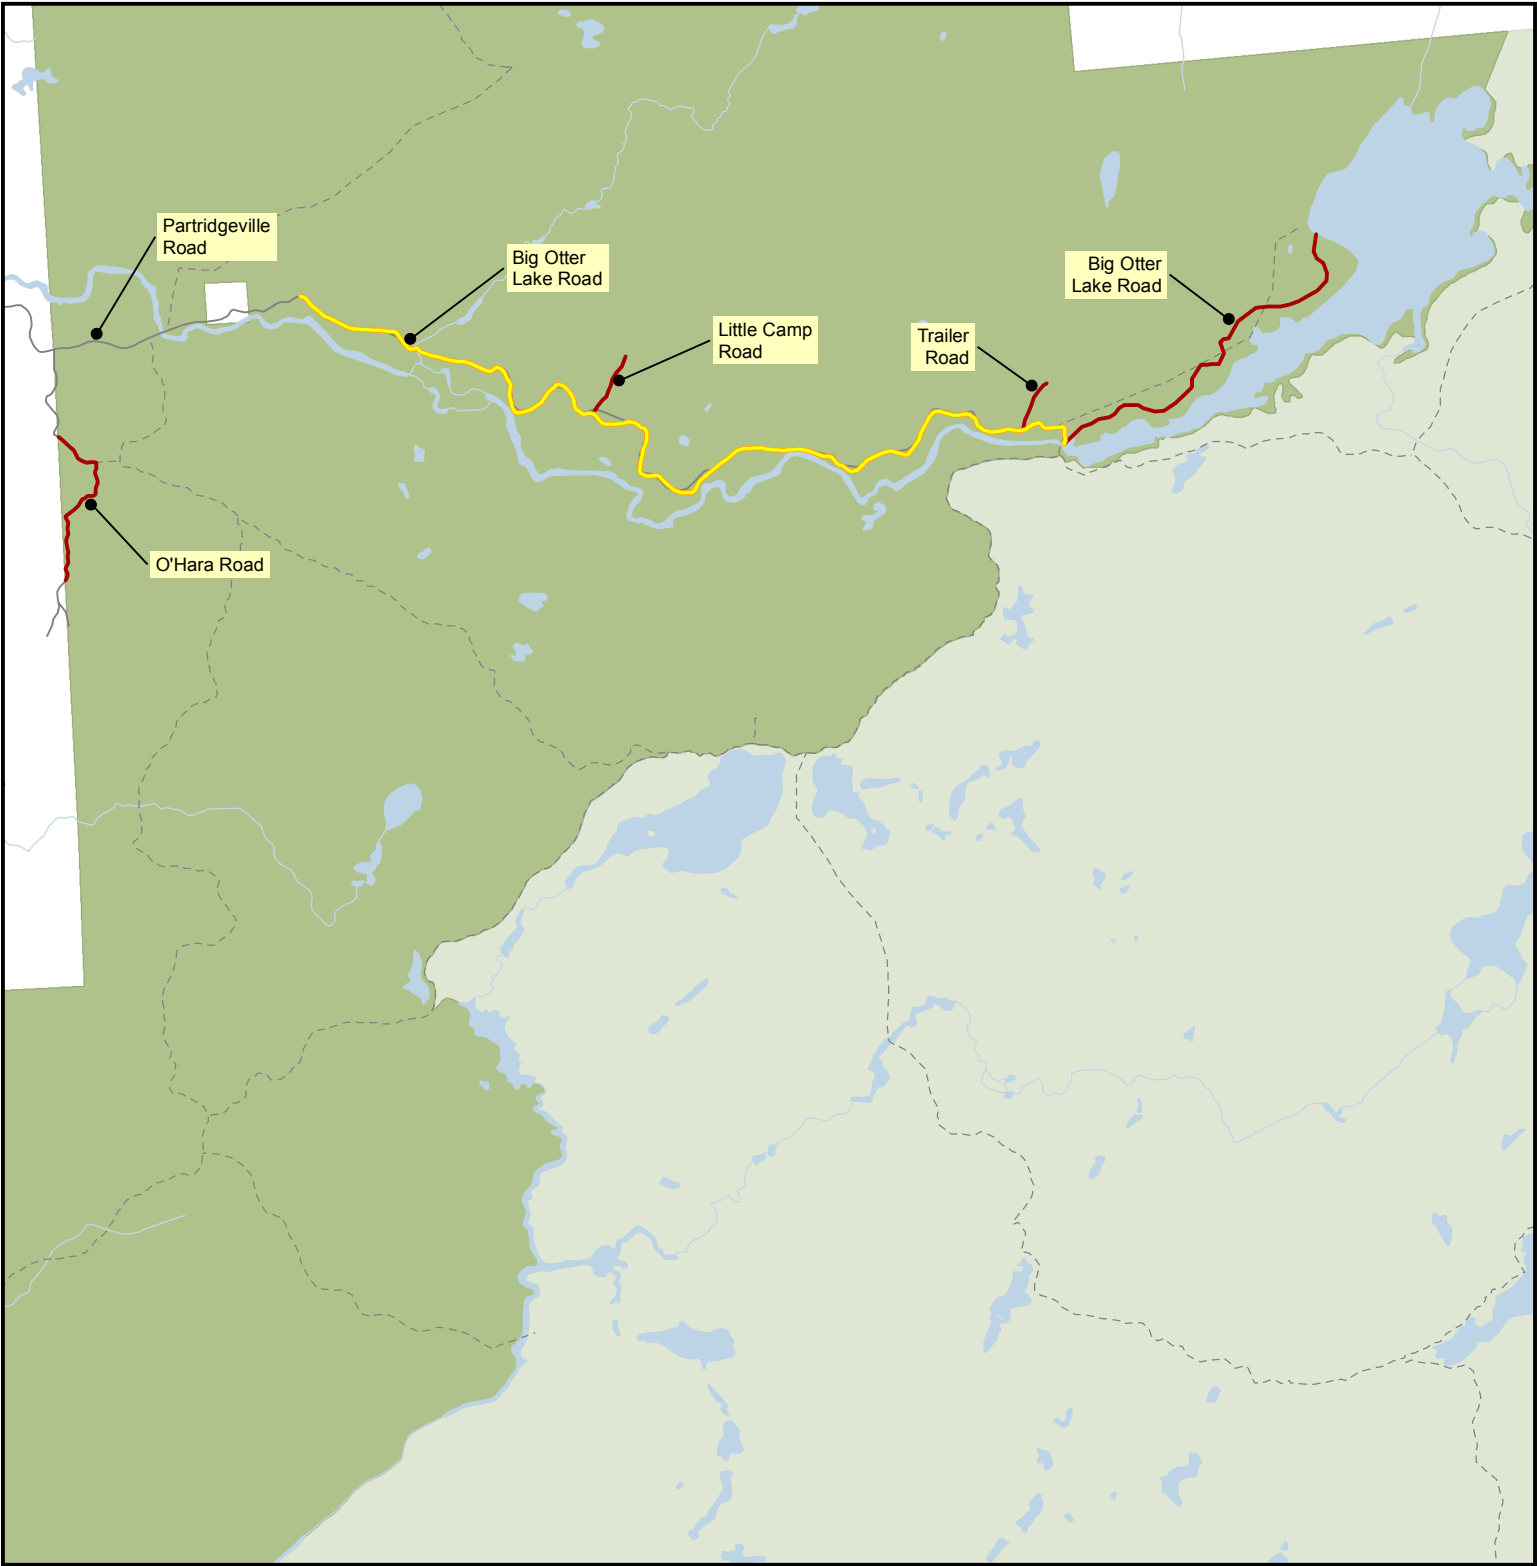 Partridgeville
Road
Big Otter
Lake Road
Big Otter
Lake Road
Little Camp
Road
Trailer
Road
O'Hara Road